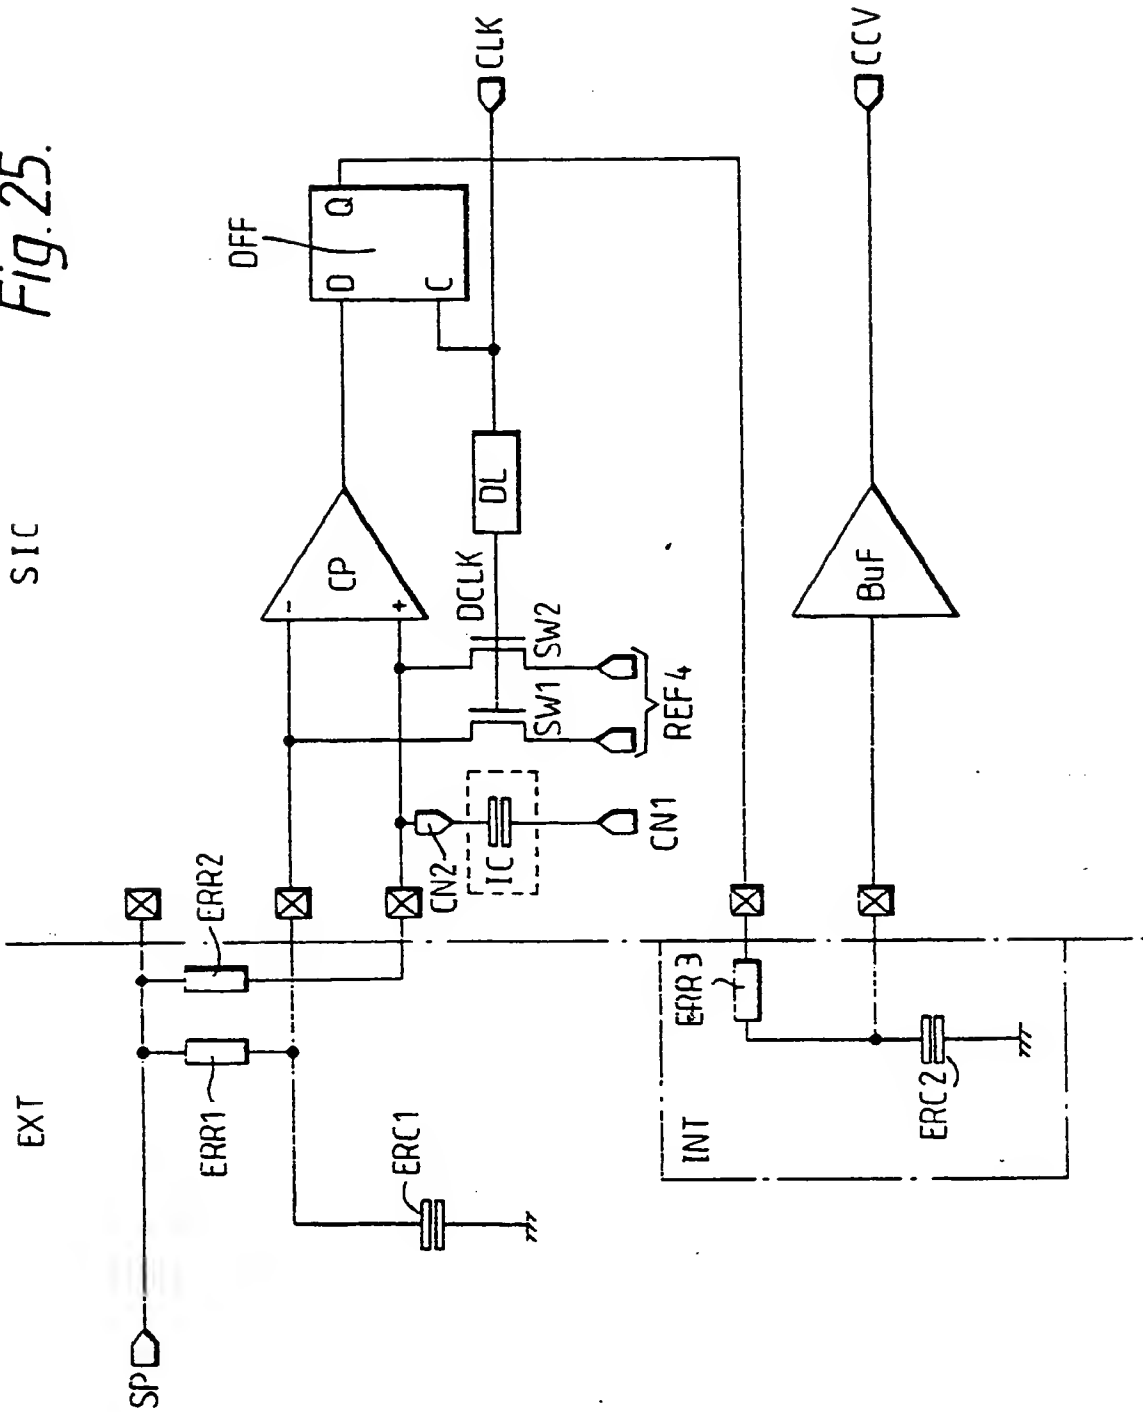 Fig. 25.
SIC
EXT
DFF
D
Q
C
CLK
CP
-
+
DL
DCLK
SW1
SW2
REF4
CN2
IC
CN1
ERR2
ERR1
ERC1
SP
ERR3
INT
ERC2
BuF
CCV